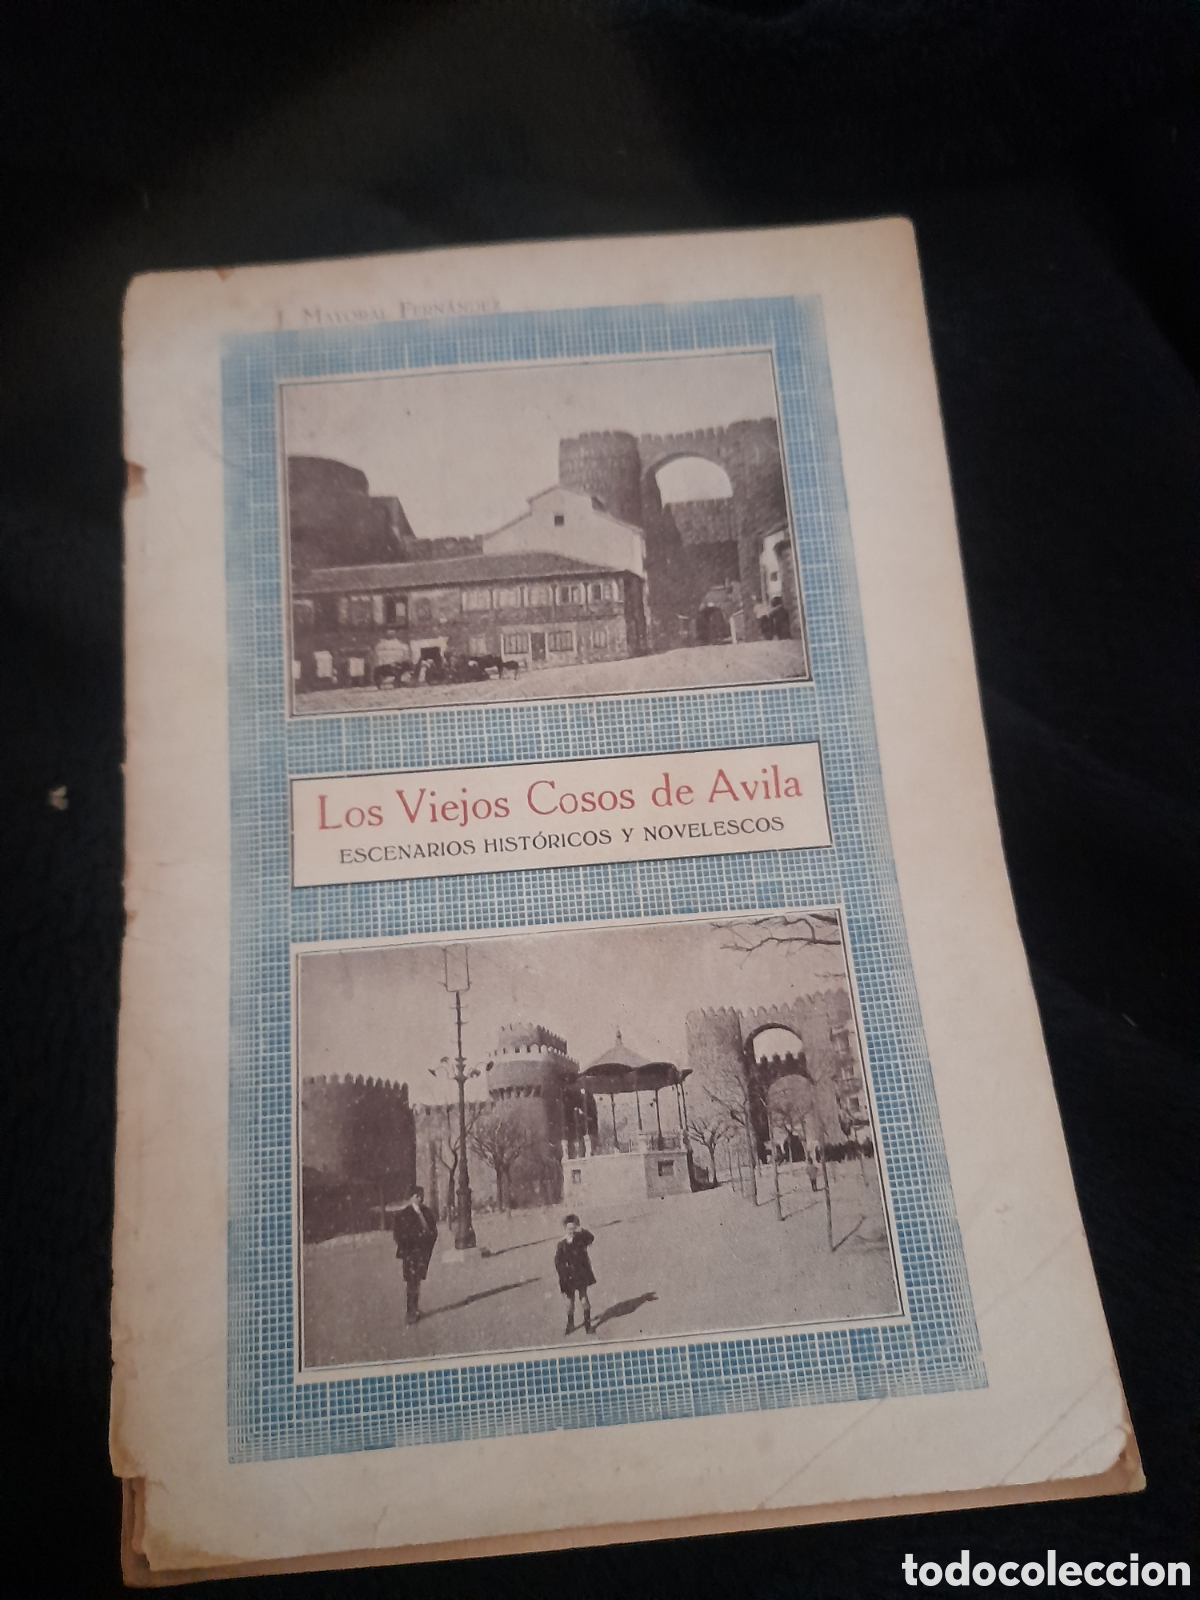 J. Mayoral Fernández
Los Viejos Cosos de Avila
ESCENARIOS HISTÓRICOS Y NOVELESCOS
todocoleccion